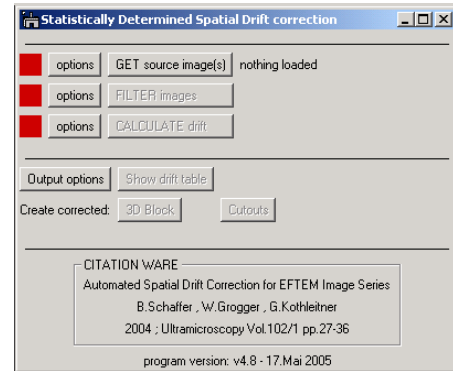 Statistically Determined Spatial Drift correction
options GET source image(s) nothing loaded
options FILTER images
options CALCULATE drift
Output options Show drift table
Create corrected: 3D Block Cutouts
CITATION WARE
Automated Spatial Drift Correction for EFTEM Image Series
B.Schaffer , W.Grogger , G.Kothleitner
2004 ; Ultramicroscopy Vol.102/1 pp.27-36
program version: v4.8 - 17.Mai 2005